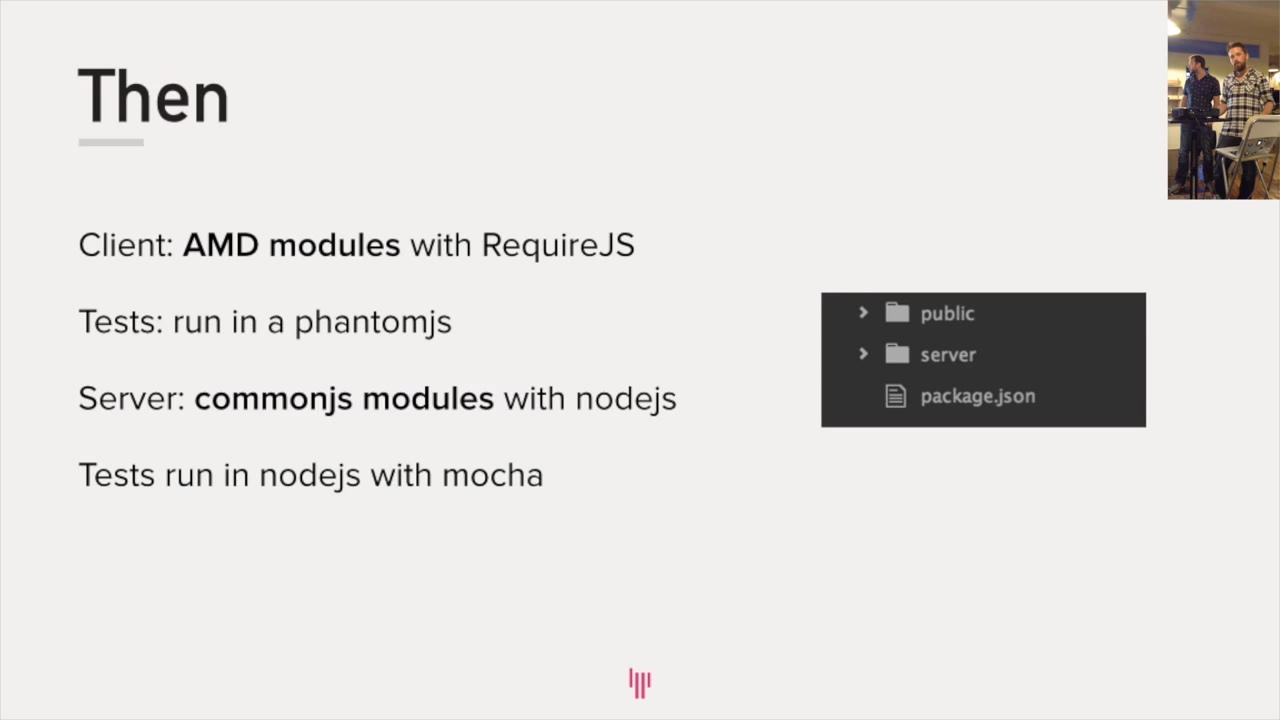 Then
Client: AMD modules with RequireJS
Tests: run in a phantomjs
Server: commonjs modules with nodejs
Tests run in nodejs with mocha
public
server
package.json